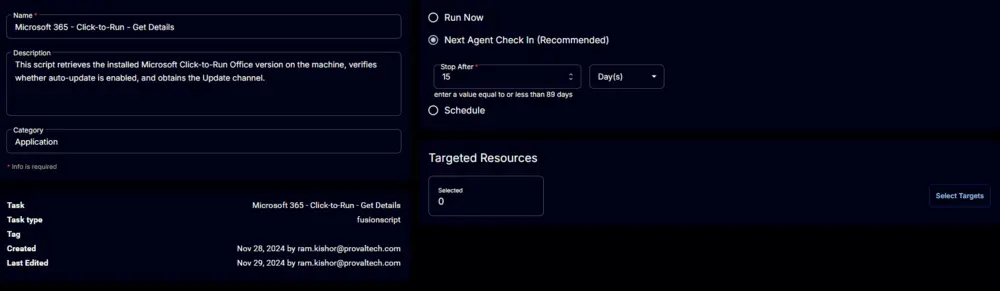 Name *
Microsoft 365 - Click-to-Run - Get Details
Description
This script retrieves the installed Microsoft Click-to-Run Office version on the machine, verifies
whether auto-update is enabled, and obtains the Update channel.
Category
Application
* Info is required
Task Microsoft 365 - Click-to-Run - Get Details
Task type fusionscript
Tag
Created Nov 28, 2024 by ram.kishor@provaltech.com
Last Edited Nov 29, 2024 by ram.kishor@provaltech.com
Run Now
Next Agent Check In (Recommended)
Stop After *
15 Day(s)
enter a value equal to or less than 89 days
Schedule
Targeted Resources
Selected
0
Select Targets